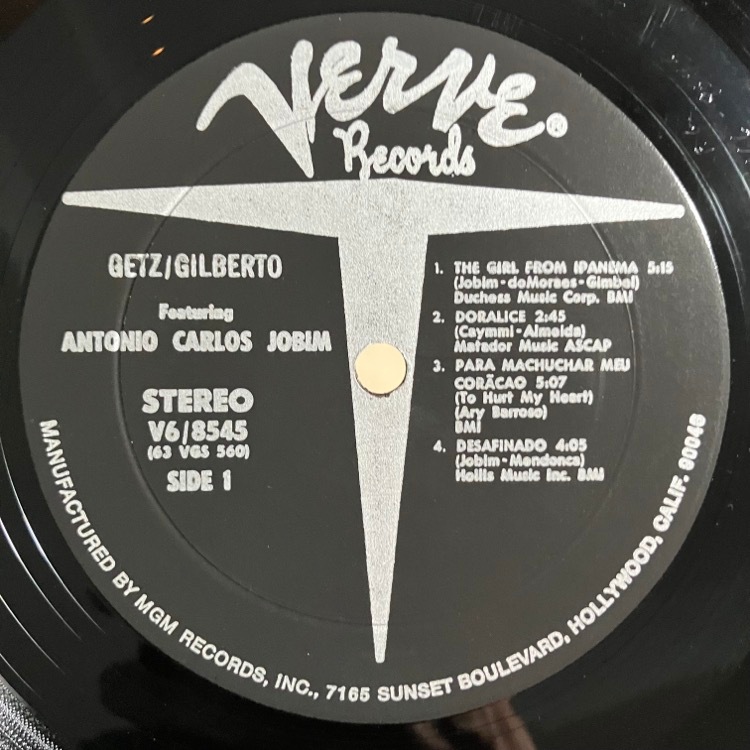 VERVE®
Records
GETZ/GILBERTO
Featuring
ANTONIO CARLOS JOBIM
STEREO
V6/8545
(63 VGS 560)
SIDE 1
1. THE GIRL FROM IPANEMA 5:15
(Jobim-deMoraes-Gimbel)
Duchess Music Corp. BMI
2. DORALICE 2:45
(Caymmi-Almeida)
Matador Music ASCAP
3. PARA MACHUCHAR MEU
CORÃCAO 5:07
(To Hurt My Heart)
(Ary Barroso)
BMI
4. DESAFINADO 4:05
(Jobim-Mendonca)
Hollis Music Inc. BMI
MANUFACTURED BY MGM RECORDS, INC., 7165 SUNSET BOULEVARD, HOLLYWOOD, CALIF. 90046